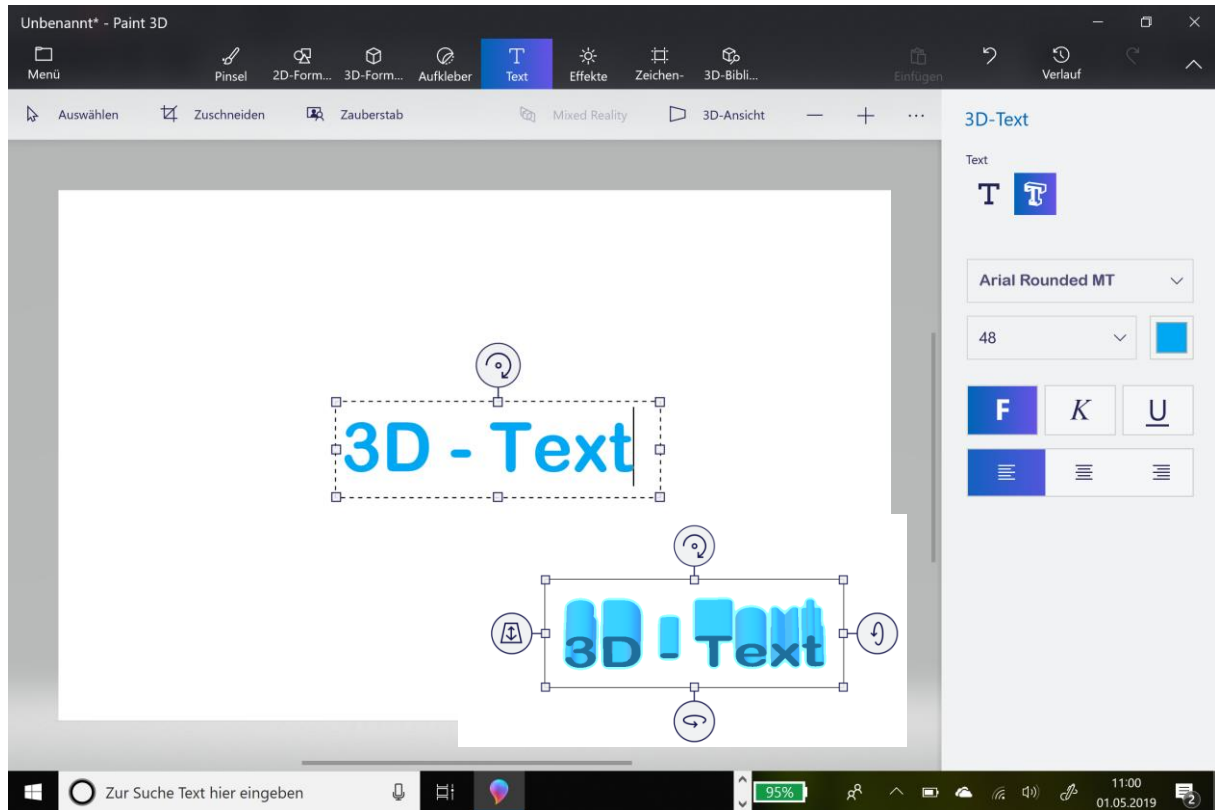 Unbenannt* - Paint 3D
Menü
Pinsel
2D-Form...
3D-Form...
Aufkleber
Text
Effekte
Zeichen-
3D-Bibli...
Einfügen
Verlauf
Auswählen
Zuschneiden
Zauberstab
Mixed Reality
3D-Ansicht
3D-Text
Text
T T
Arial Rounded MT
48
F K U
3D - Text
3D - Text
Zur Suche Text hier eingeben
95%
11:00
01.05.2019
2